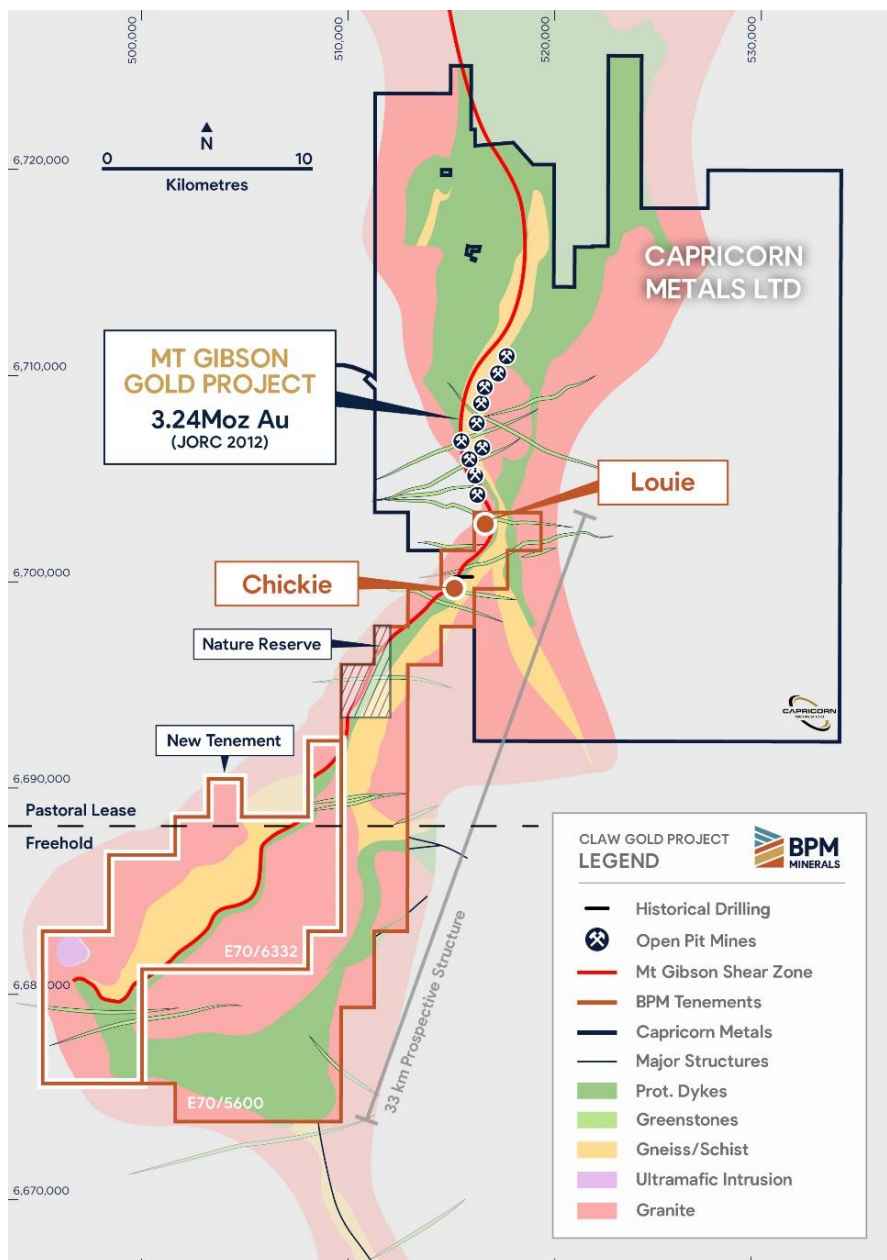 500,000
510,000
520,000
530,000
6,720,000
N
0 10
Kilometres
CAPRICORN
METALS LTD
MT GIBSON
GOLD PROJECT
3.24Moz Au
(JORC 2012)
6,710,000
Louie
6,700,000
Chickie
Nature Reserve
CAPRICORN
New Tenement
6,690,000
Pastoral Lease
Freehold
33 km Prospective Structure
E70/6332
6,680,000
E70/5600
6,670,000
CLAW GOLD PROJECT
LEGEND
BPM
MINERALS
Historical Drilling
Open Pit Mines
Mt Gibson Shear Zone
BPM Tenements
Capricorn Metals
Major Structures
Prot. Dykes
Greenstones
Gneiss/Schist
Ultramafic Intrusion
Granite